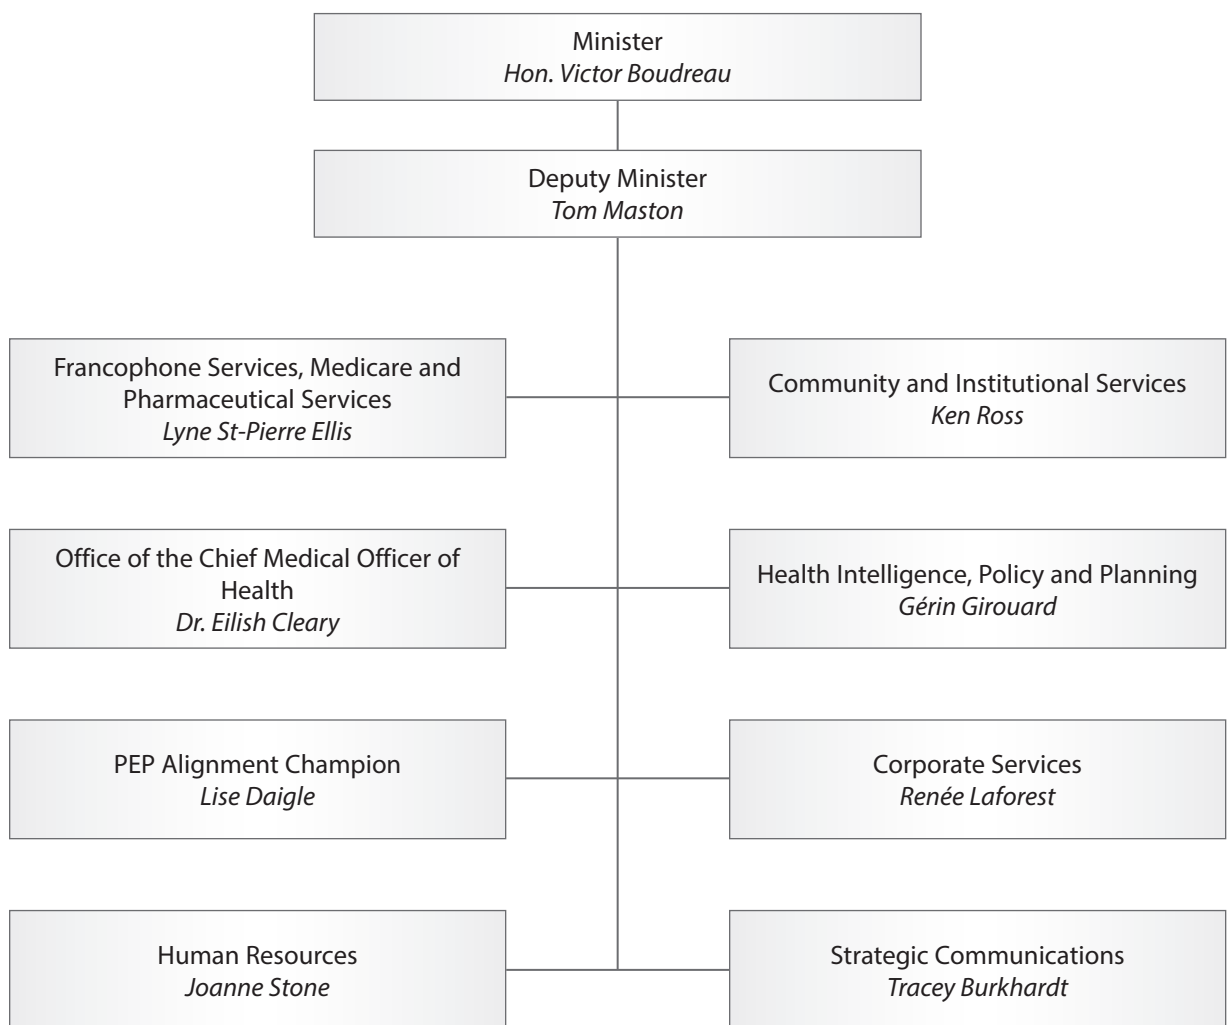 Minister
Hon. Victor Boudreau
Deputy Minister
Tom Maston
Francophone Services, Medicare and
Pharmaceutical Services
Lyne St-Pierre Ellis
Community and Institutional Services
Ken Ross
Office of the Chief Medical Officer of
Health
Dr. Eilish Cleary
Health Intelligence, Policy and Planning
Gérin Girouard
PEP Alignment Champion
Lise Daigle
Corporate Services
Renée Laforest
Human Resources
Joanne Stone
Strategic Communications
Tracey Burkhardt